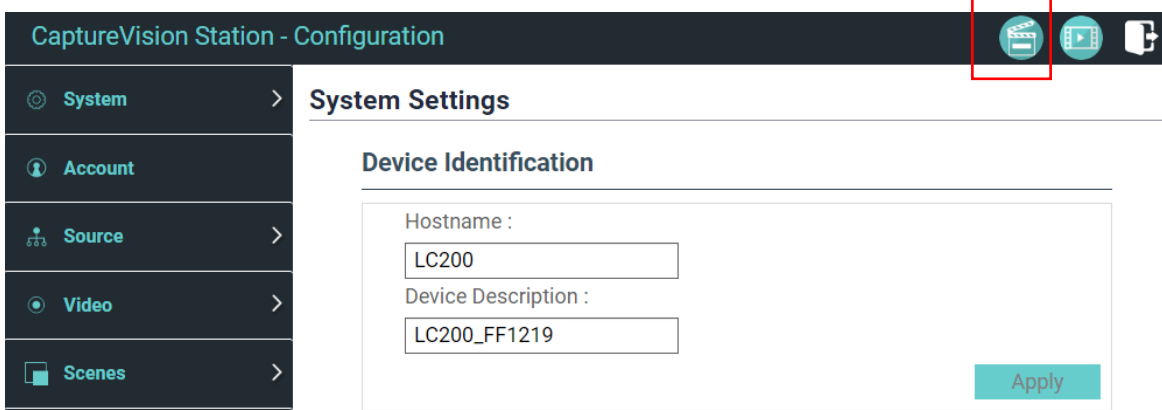 CaptureVision Station - Configuration
System
Account
Source
Video
Scenes
System Settings
Device Identification
Hostname :
LC200
Device Description :
LC200_FF1219
Apply